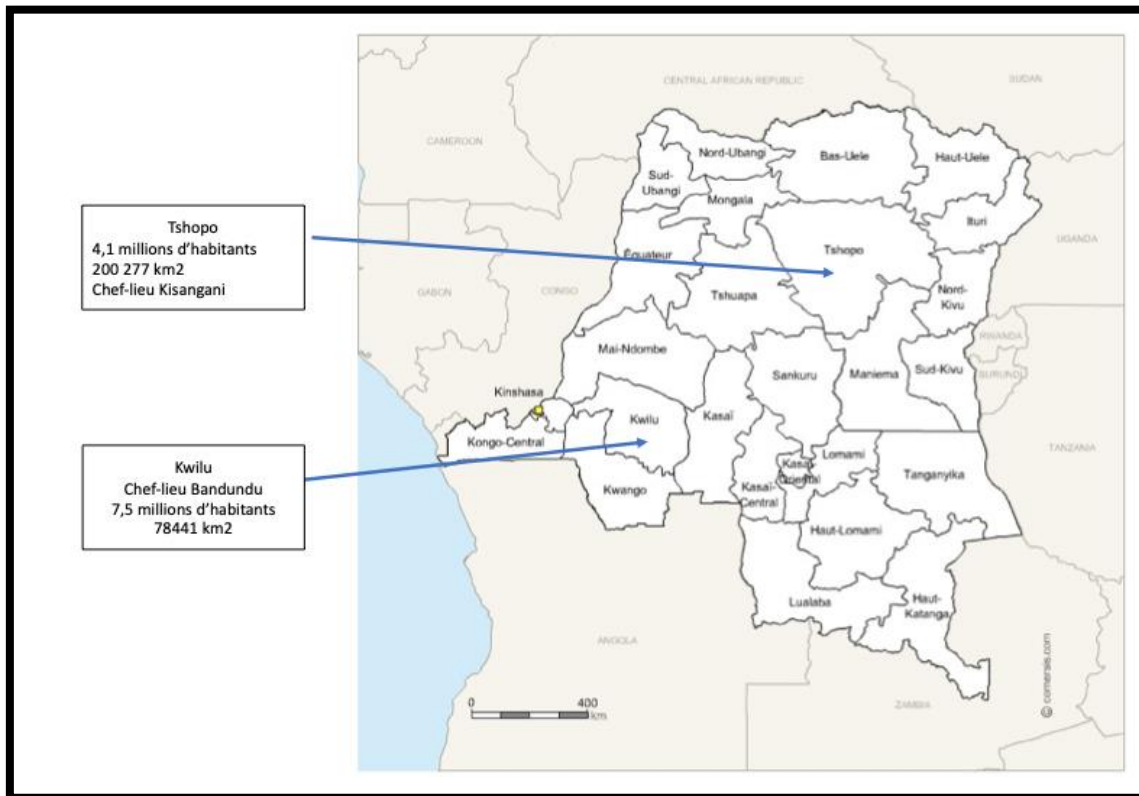 Tshopo
4,1 millions d’habitants
200 277 km2
Chef-lieu Kisangani
Kwilu
Chef-lieu Bandundu
7,5 millions d’habitants
78441 km2
CENTRAL AFRICAN REPUBLIC
SUDAN
CAMEROON
Nord-Ubangi
Bas-Uele
Haut-Uele
Sud-
Ubangi
Mongala
Ituri
Équateur
Tshopo
UGANDA
GABON
CONGO
Tshuapa
Nord-
Kivu
RWANDA
Mai-Ndombe
Sankuru
Maniema
Sud-Kivu
BURUNDI
Kinshasa
Kwilu
Kasaï
Kongo-Central
Lomami
TANZANIA
Kasaï-
Oriental
Tanganyika
Kwango
Kasaï-
Central
Haut-Lomami
Lualaba
Haut-
Katanga
ANGOLA
ZAMBIA
0 400
km
© comersis.com